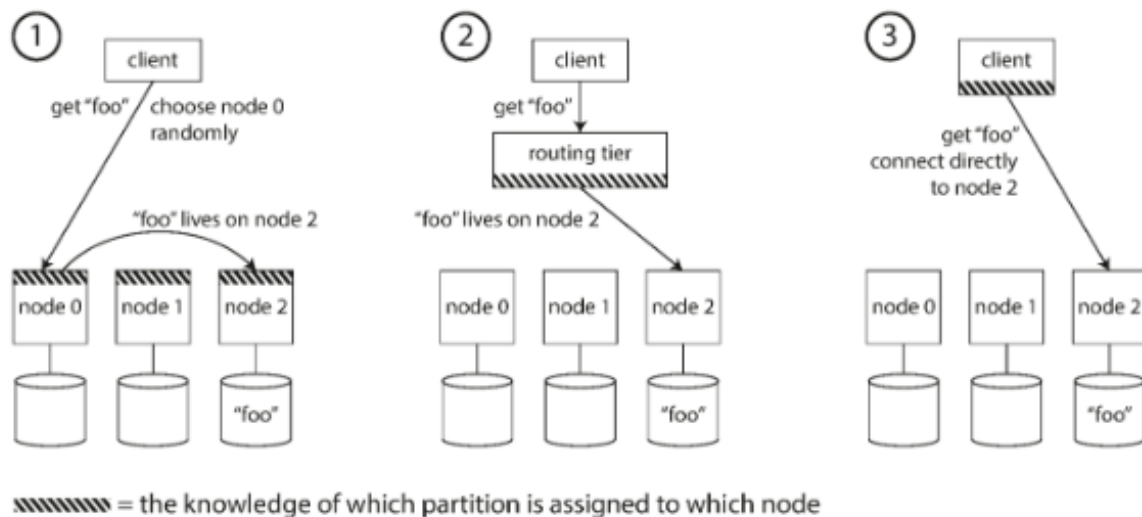 1
client
get "foo"
choose node 0
randomly
"foo" lives on node 2
node 0
node 1
node 2
"foo"
2
client
get "foo"
routing tier
"foo" lives on node 2
node 0
node 1
node 2
"foo"
3
client
get "foo"
connect directly
to node 2
node 0
node 1
node 2
"foo"
= the knowledge of which partition is assigned to which node